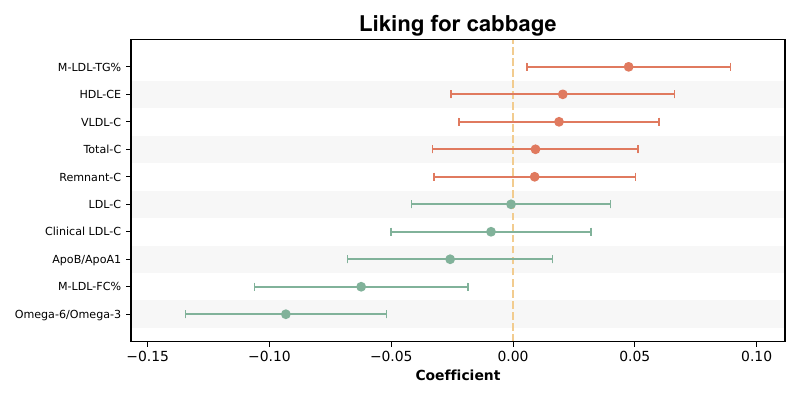 Liking for cabbage
M-LDL-TG%
HDL-CE
VLDL-C
Total-C
Remnant-C
LDL-C
Clinical LDL-C
ApoB/ApoA1
M-LDL-FC%
Omega-6/Omega-3
−0.15 −0.10 −0.05 0.00 0.05 0.10
Coefficient